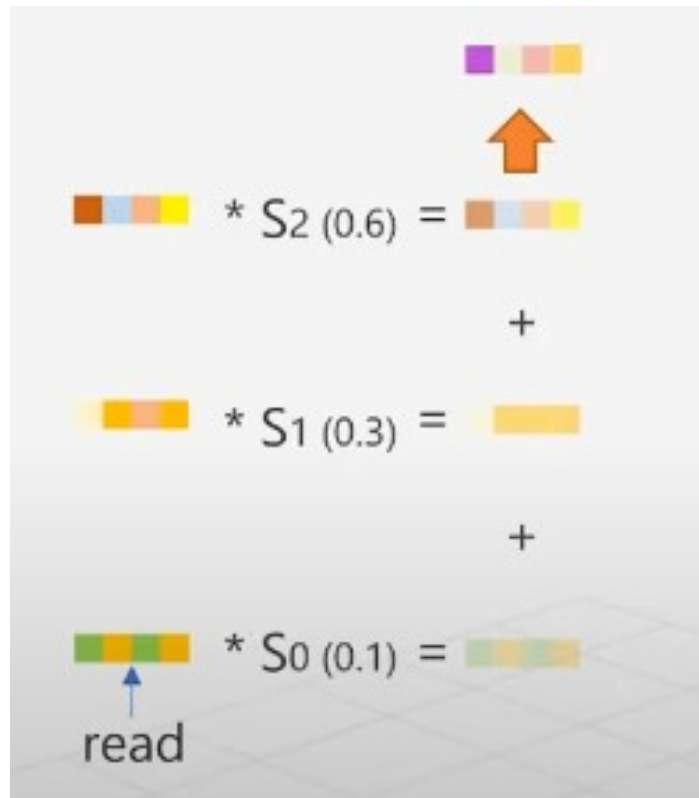 * S2 (0.6) =
+
* S1 (0.3) =
+
* S0 (0.1) =
read